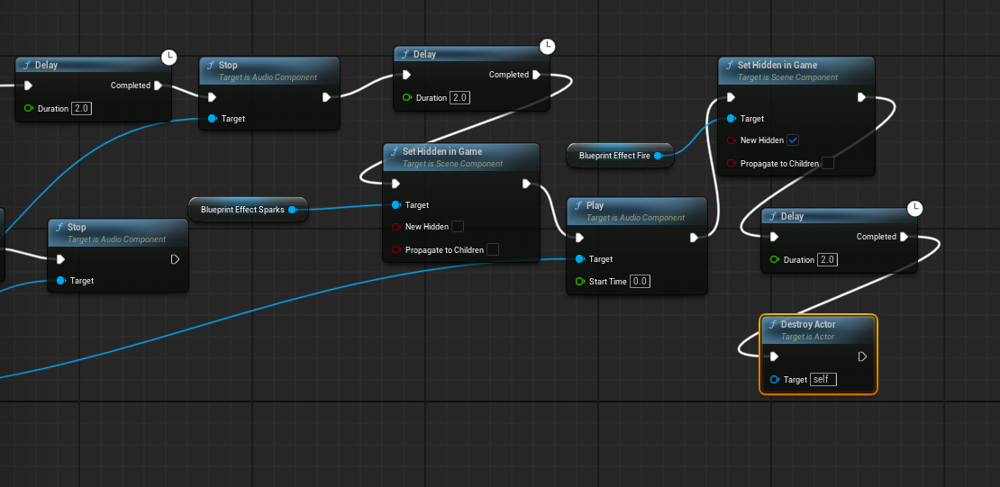 Delay
Completed
Duration 2.0
Stop
Target is Audio Component
Target
Delay
Completed
Duration 2.0
Set Hidden in Game
Target is Scene Component
Target
New Hidden
Propagate to Children
Blueprint Effect Sparks
Stop
Target is Audio Component
Target
Blueprint Effect Fire
Play
Target is Audio Component
Target
Start Time 0.0
Set Hidden in Game
Target is Scene Component
Target
New Hidden
Propagate to Children
Delay
Completed
Duration 2.0
Destroy Actor
Target is Actor
Target self